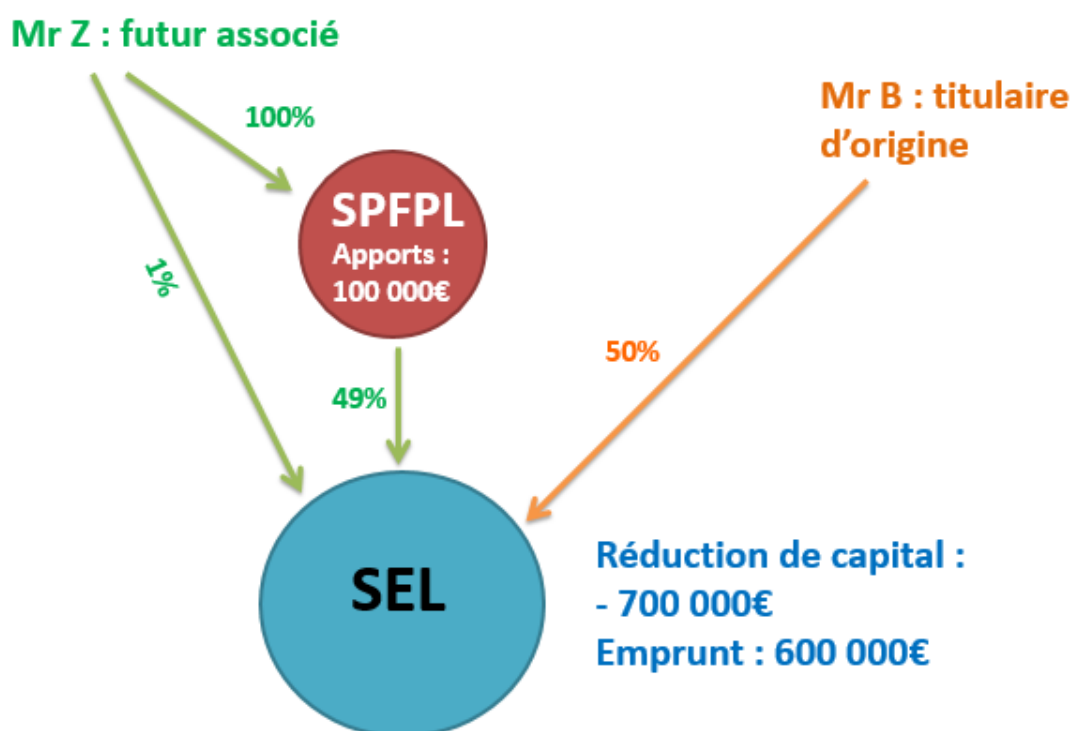 Mr Z : futur associé
100%
Mr B : titulaire
d'origine
SPFPL
Apports :
100 000€
1%
50%
49%
SEL
Réduction de capital :
- 700 000€
Emprunt : 600 000€